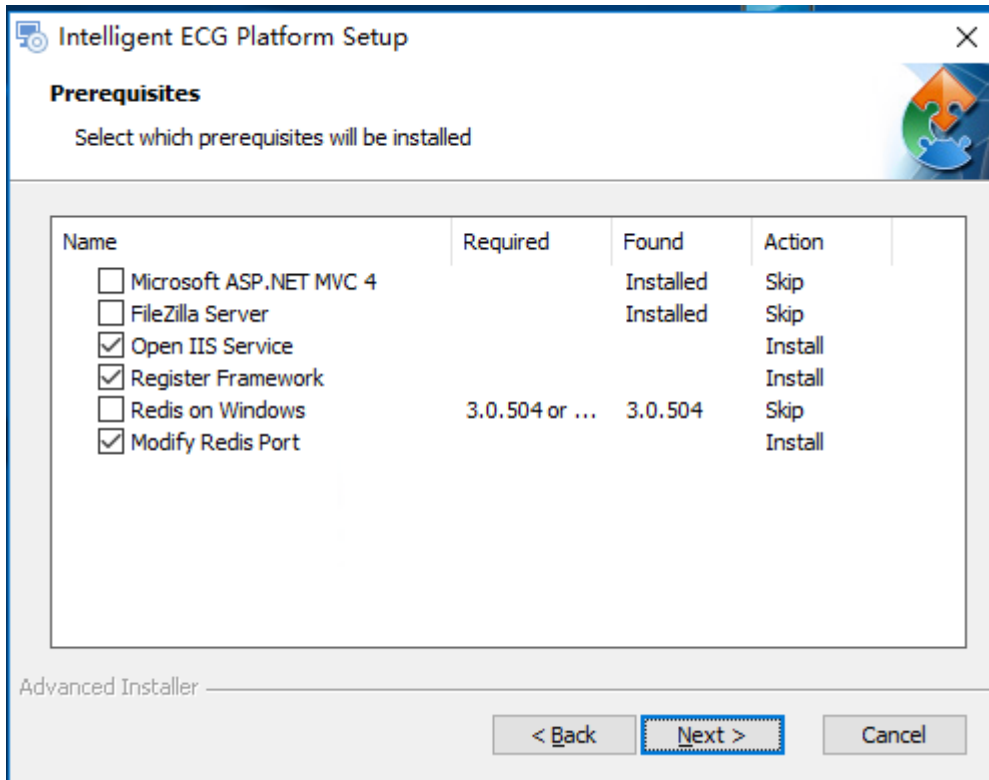 Intelligent ECG Platform Setup
Prerequisites
Select which prerequisites will be installed
Name Required Found Action
Microsoft ASP.NET MVC 4 Installed Skip
FileZilla Server Installed Skip
Open IIS Service Install
Register Framework Install
Redis on Windows 3.0.504 or ... 3.0.504 Skip
Modify Redis Port Install
Advanced Installer
< Back Next > Cancel